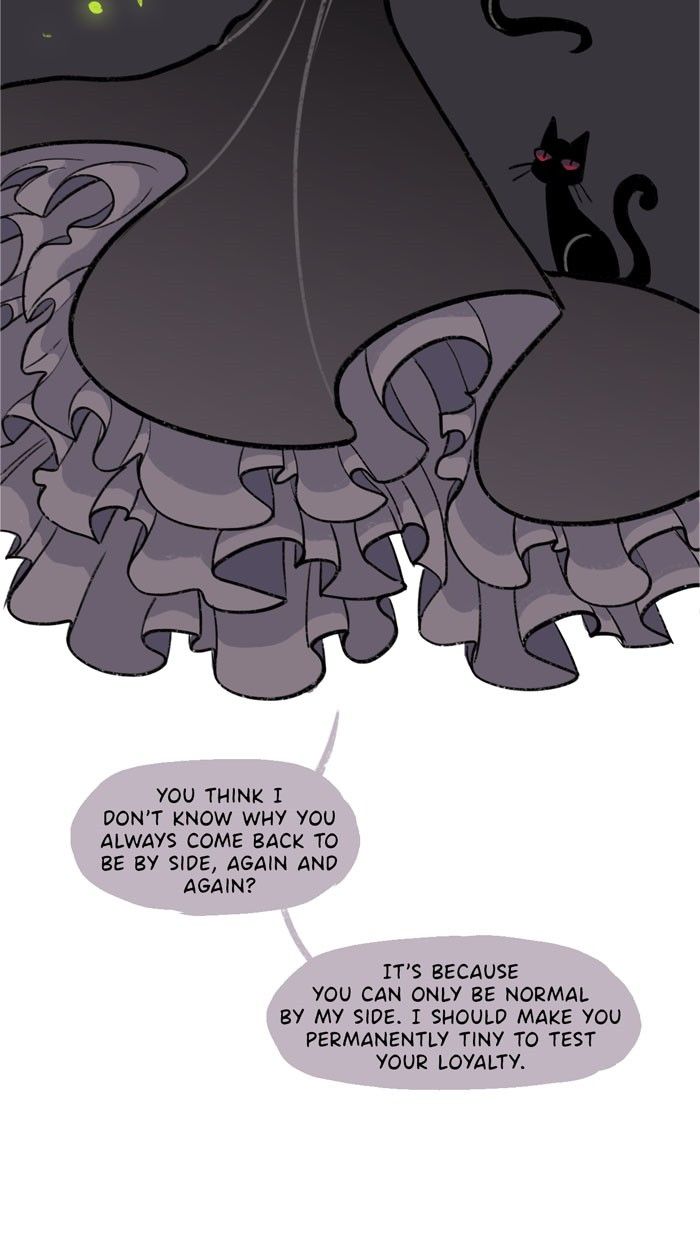 YOU THINK I
DON'T KNOW WHY YOU
ALWAYS COME BACK TO
BE BY SIDE, AGAIN AND
AGAIN?
IT'S BECAUSE
YOU CAN ONLY BE NORMAL
BY MY SIDE. I SHOULD MAKE YOU
PERMANENTLY TINY TO TEST
YOUR LOYALTY.